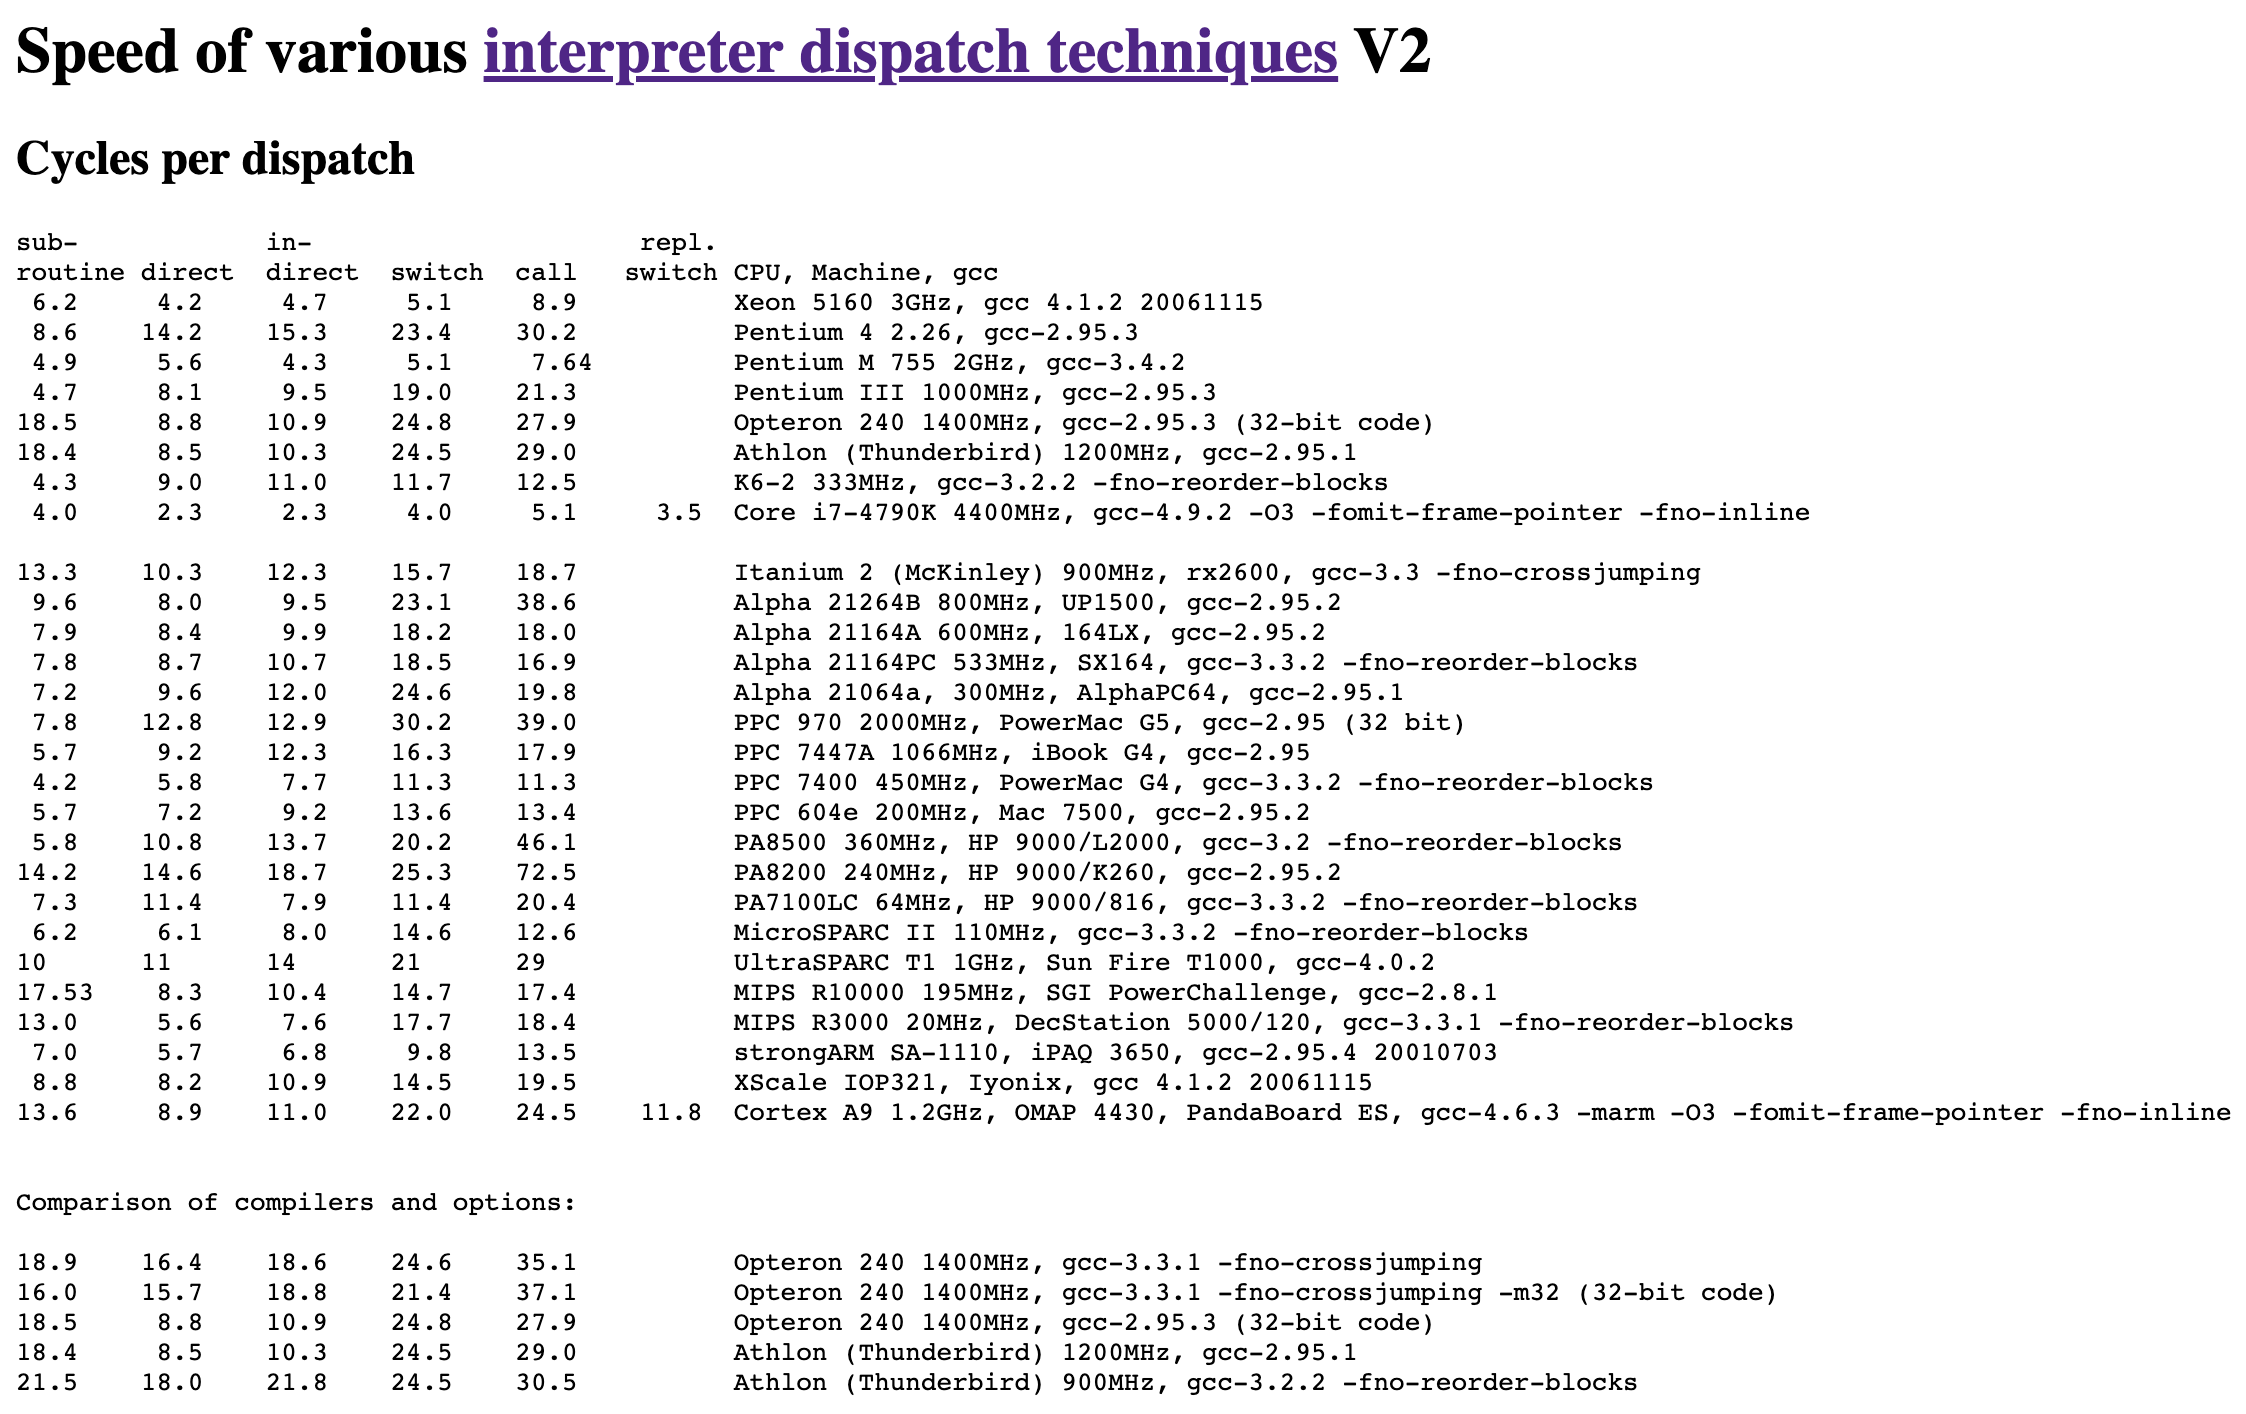 Speed of various interpreter dispatch techniques V2
Cycles per dispatch
sub-            in-                     repl.
routine direct  direct  switch  call   switch CPU, Machine, gcc
 6.2     4.2     4.7     5.1     8.9          Xeon 5160 3GHz, gcc 4.1.2 20061115
 8.6    14.2    15.3    23.4    30.2          Pentium 4 2.26, gcc-2.95.3
 4.9     5.6     4.3     5.1     7.64         Pentium M 755 2GHz, gcc-3.4.2
 4.7     8.1     9.5    19.0    21.3          Pentium III 1000MHz, gcc-2.95.3
18.5     8.8    10.9    24.8    27.9          Opteron 240 1400MHz, gcc-2.95.3 (32-bit code)
18.4     8.5    10.3    24.5    29.0          Athlon (Thunderbird) 1200MHz, gcc-2.95.1
 4.3     9.0    11.0    11.7    12.5          K6-2 333MHz, gcc-3.2.2 -fno-reorder-blocks
 4.0     2.3     2.3     4.0     5.1     3.5  Core i7-4790K 4400MHz, gcc-4.9.2 -O3 -fomit-frame-pointer -fno-inline
13.3    10.3    12.3    15.7    18.7          Itanium 2 (McKinley) 900MHz, rx2600, gcc-3.3 -fno-crossjumping
 9.6     8.0     9.5    23.1    38.6          Alpha 21264B 800MHz, UP1500, gcc-2.95.2
 7.9     8.4     9.9    18.2    18.0          Alpha 21164A 600MHz, 164LX, gcc-2.95.2
 7.8     8.7    10.7    18.5    16.9          Alpha 21164PC 533MHz, SX164, gcc-3.3.2 -fno-reorder-blocks
 7.2     9.6    12.0    24.6    19.8          Alpha 21064a, 300MHz, AlphaPC64, gcc-2.95.1
 7.8    12.8    12.9    30.2    39.0          PPC 970 2000MHz, PowerMac G5, gcc-2.95 (32 bit)
 5.7     9.2    12.3    16.3    17.9          PPC 7447A 1066MHz, iBook G4, gcc-2.95
 4.2     5.8     7.7    11.3    11.3          PPC 7400 450MHz, PowerMac G4, gcc-3.3.2 -fno-reorder-blocks
 5.7     7.2     9.2    13.6    13.4          PPC 604e 200MHz, Mac 7500, gcc-2.95.2
 5.8    10.8    13.7    20.2    46.1          PA8500 360MHz, HP 9000/L2000, gcc-3.2 -fno-reorder-blocks
14.2    14.6    18.7    25.3    72.5          PA8200 240MHz, HP 9000/K260, gcc-2.95.2
 7.3    11.4     7.9    11.4    20.4          PA7100LC 64MHz, HP 9000/816, gcc-3.3.2 -fno-reorder-blocks
 6.2     6.1     8.0    14.6    12.6          MicroSPARC II 110MHz, gcc-3.3.2 -fno-reorder-blocks
10      11      14      21      29            UltraSPARC T1 1GHz, Sun Fire T1000, gcc-4.0.2
17.53    8.3    10.4    14.7    17.4          MIPS R10000 195MHz, SGI PowerChallenge, gcc-2.8.1
13.0     5.6     7.6    17.7    18.4          MIPS R3000 20MHz, DecStation 5000/120, gcc-3.3.1 -fno-reorder-blocks
 7.0     5.7     6.8     9.8    13.5          strongARM SA-1110, iPAQ 3650, gcc-2.95.4 20010703
 8.8     8.2    10.9    14.5    19.5          XScale IOP321, Iyonix, gcc 4.1.2 20061115
13.6     8.9    11.0    22.0    24.5    11.8  Cortex A9 1.2GHz, OMAP 4430, PandaBoard ES, gcc-4.6.3 -marm -O3 -fomit-frame-pointer -fno-inline
Comparison of compilers and options:
18.9    16.4    18.6    24.6    35.1          Opteron 240 1400MHz, gcc-3.3.1 -fno-crossjumping
16.0    15.7    18.8    21.4    37.1          Opteron 240 1400MHz, gcc-3.3.1 -fno-crossjumping -m32 (32-bit code)
18.5     8.8    10.9    24.8    27.9          Opteron 240 1400MHz, gcc-2.95.3 (32-bit code)
18.4     8.5    10.3    24.5    29.0          Athlon (Thunderbird) 1200MHz, gcc-2.95.1
21.5    18.0    21.8    24.5    30.5          Athlon (Thunderbird) 900MHz, gcc-3.2.2 -fno-reorder-blocks